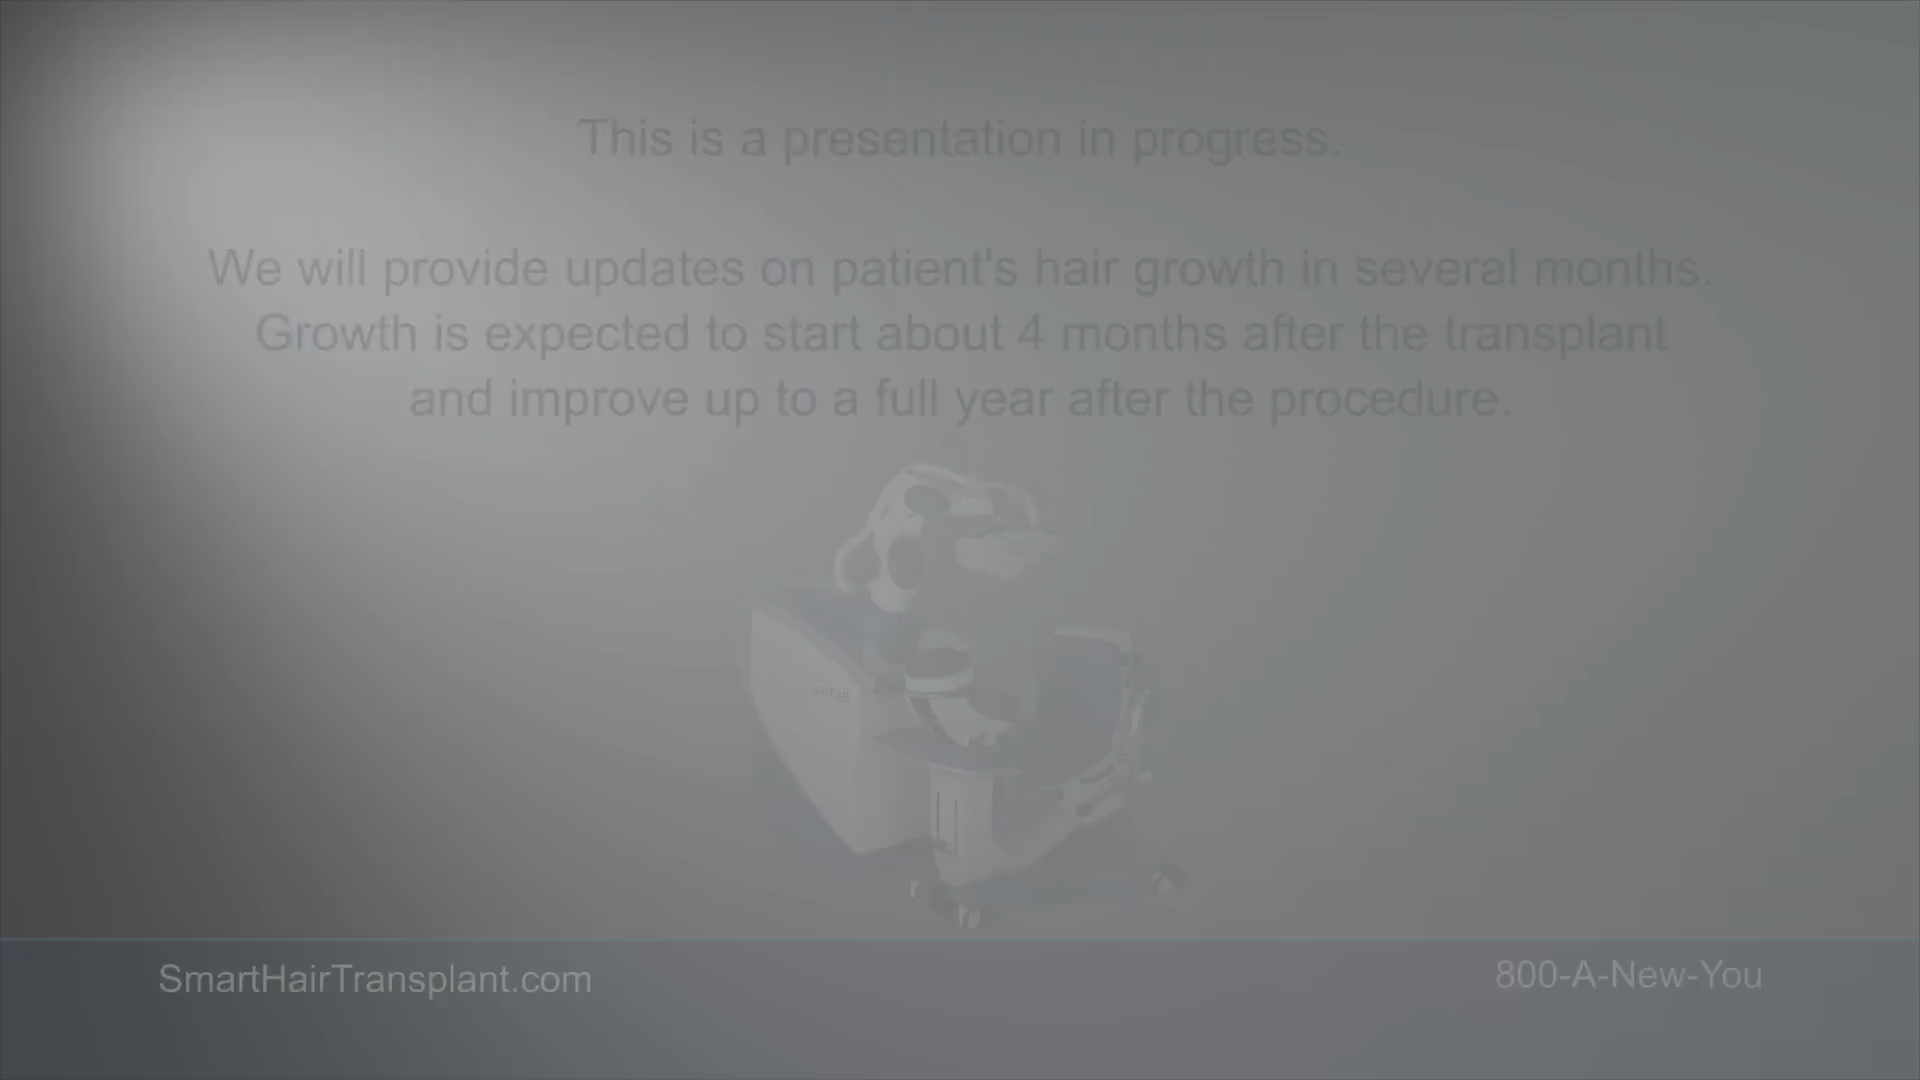 This is a presentation in progress.
We will provide updates on patient's hair growth in several months.
Growth is expected to start about 4 months after the transplant
and improve up to a full year after the procedure.
ARTAS
SmartHairTransplant.com
800-A-New-You